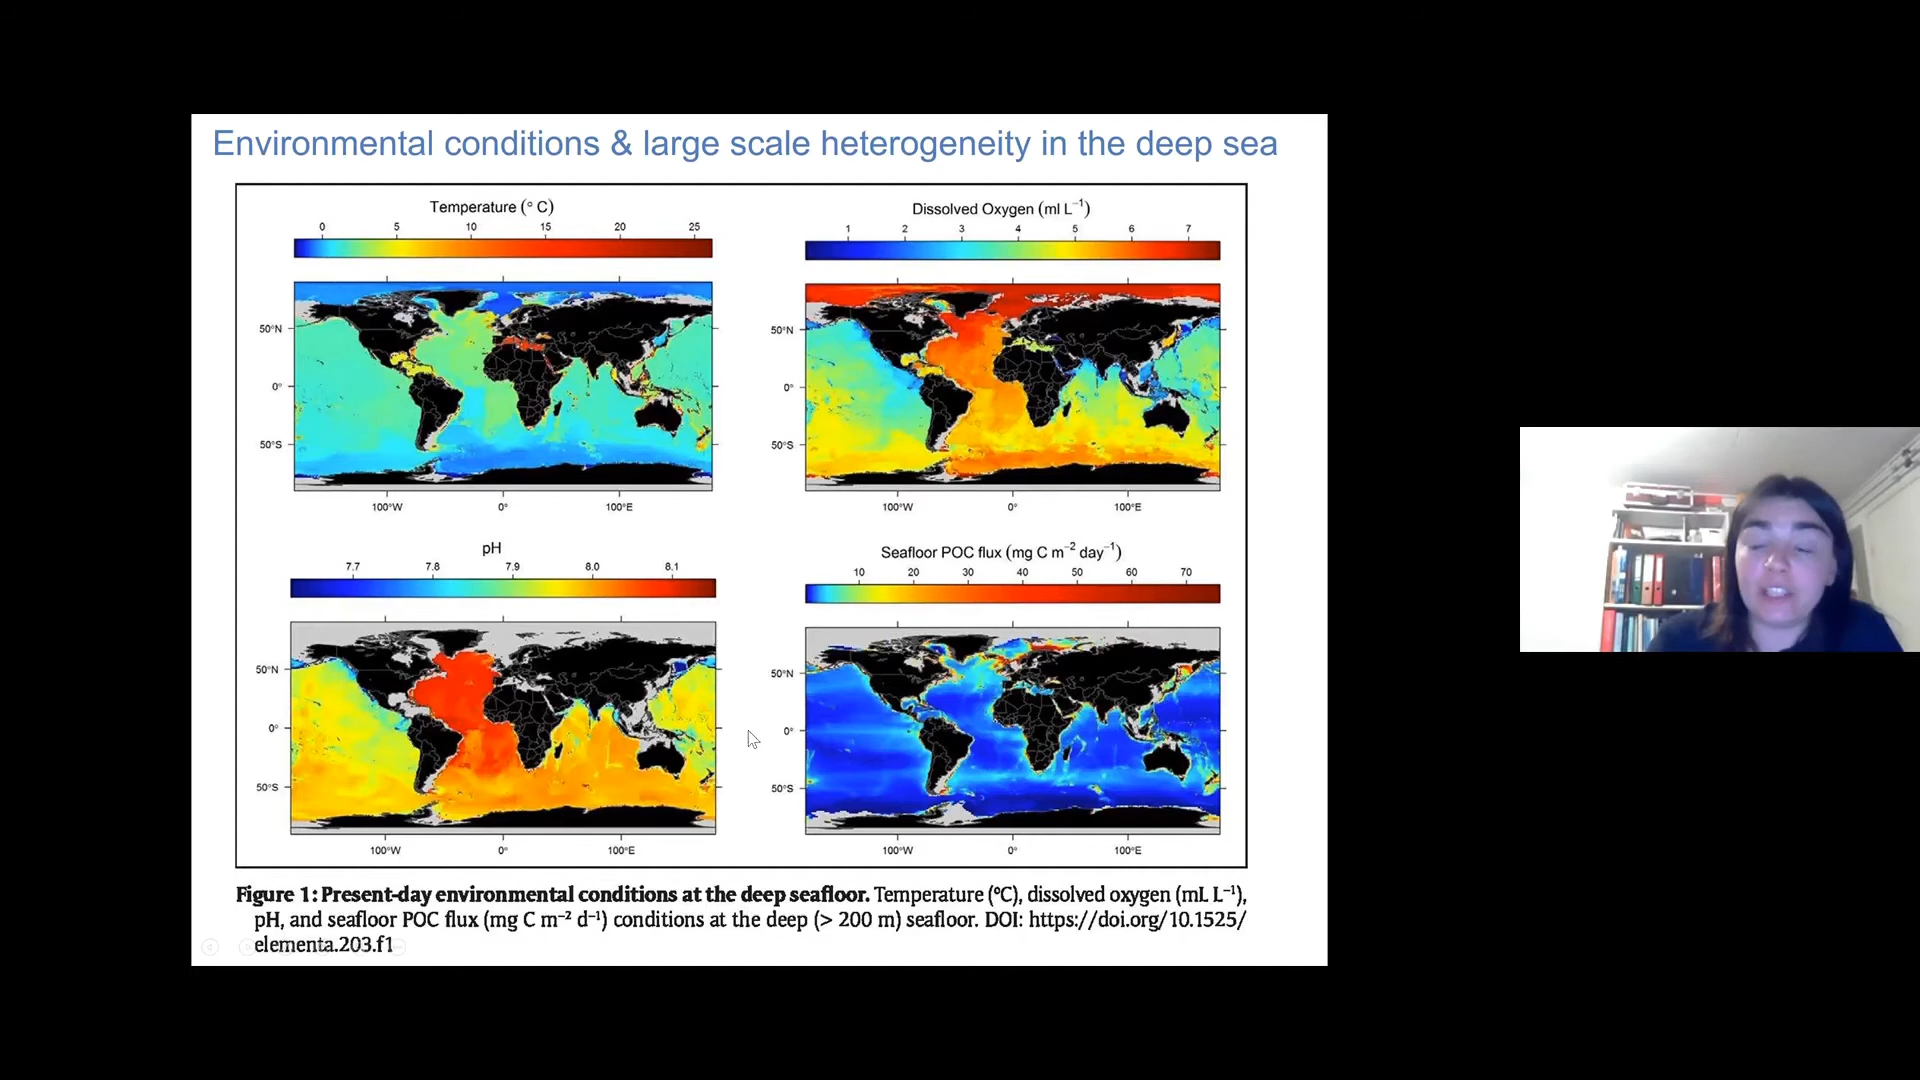 Environmental conditions & large scale heterogeneity in the deep sea
Temperature (° C)
0 5 10 15 20 25
50°N
0°
50°S
100°W 0° 100°E
Dissolved Oxygen (ml L⁻¹)
1 2 3 4 5 6 7
50°N
0°
50°S
100°W 0° 100°E
pH
7.7 7.8 7.9 8.0 8.1
50°N
0°
50°S
100°W 0° 100°E
Seafloor POC flux (mg C m⁻² day⁻¹)
10 20 30 40 50 60 70
50°N
0°
50°S
100°W 0° 100°E
Figure 1: Present-day environmental conditions at the deep seafloor. Temperature (°C), dissolved oxygen (mL L⁻¹),
pH, and seafloor POC flux (mg C m⁻² d⁻¹) conditions at the deep (> 200 m) seafloor. DOI: https://doi.org/10.1525/
elementa.203.f1